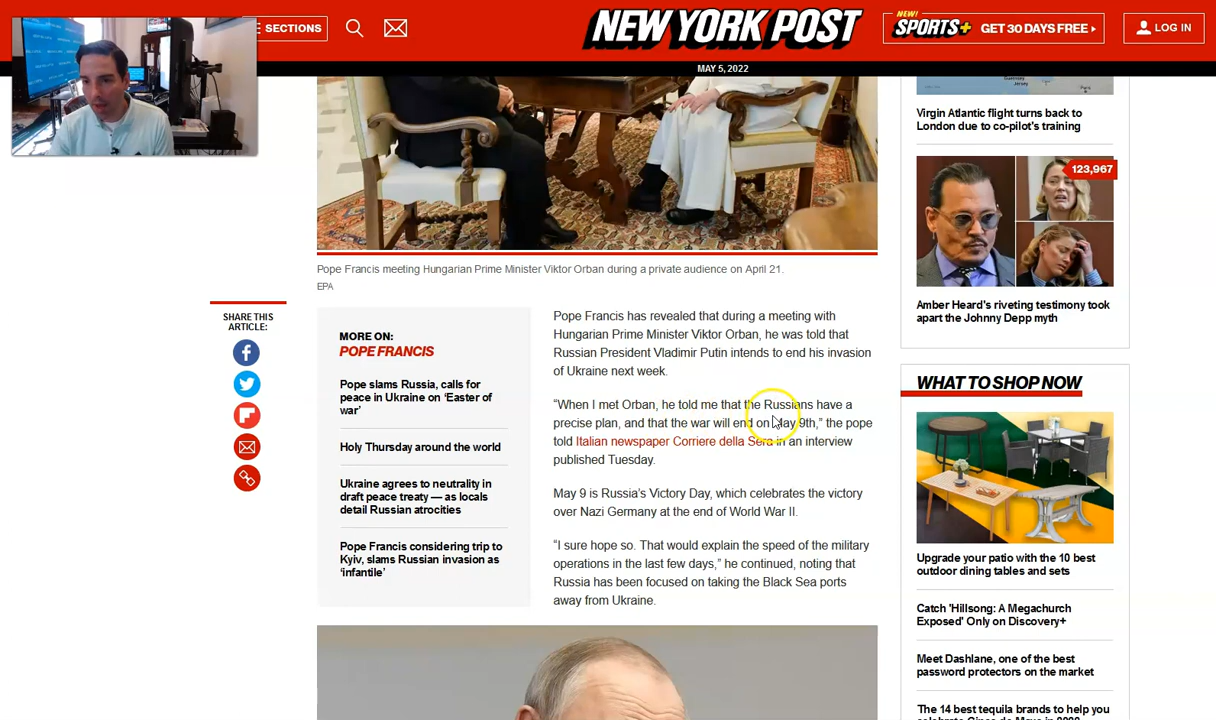 SECTIONS
NEW YORK POST
NEW!
SPORTS+
GET 30 DAYS FREE
LOG IN
MAY 5, 2022
Pope Francis meeting Hungarian Prime Minister Viktor Orban during a private audience on April 21.
EPA
SHARE THIS
ARTICLE:
MORE ON:
POPE FRANCIS
Pope slams Russia, calls for
peace in Ukraine on ‘Easter of
war’
Holy Thursday around the world
Ukraine agrees to neutrality in
draft peace treaty — as locals
detail Russian atrocities
Pope Francis considering trip to
Kyiv, slams Russian invasion as
‘infantile’
Pope Francis has revealed that during a meeting with
Hungarian Prime Minister Viktor Orban, he was told that
Russian President Vladimir Putin intends to end his invasion
of Ukraine next week.
“When I met Orban, he told me that the Russians have a
precise plan, and that the war will end on May 9th,” the pope
told Italian newspaper Corriere della Sera in an interview
published Tuesday.
May 9 is Russia’s Victory Day, which celebrates the victory
over Nazi Germany at the end of World War II.
“I sure hope so. That would explain the speed of the military
operations in the last few days,” he continued, noting that
Russia has been focused on taking the Black Sea ports
away from Ukraine.
Virgin Atlantic flight turns back to
London due to co-pilot's training
123,967
Amber Heard's riveting testimony took
apart the Johnny Depp myth
WHAT TO SHOP NOW
Upgrade your patio with the 10 best
outdoor dining tables and sets
Catch 'Hillsong: A Megachurch
Exposed' Only on Discovery+
Meet Dashlane, one of the best
password protectors on the market
The 14 best tequila brands to help you
celebrate Cinco de Mayo in 2022